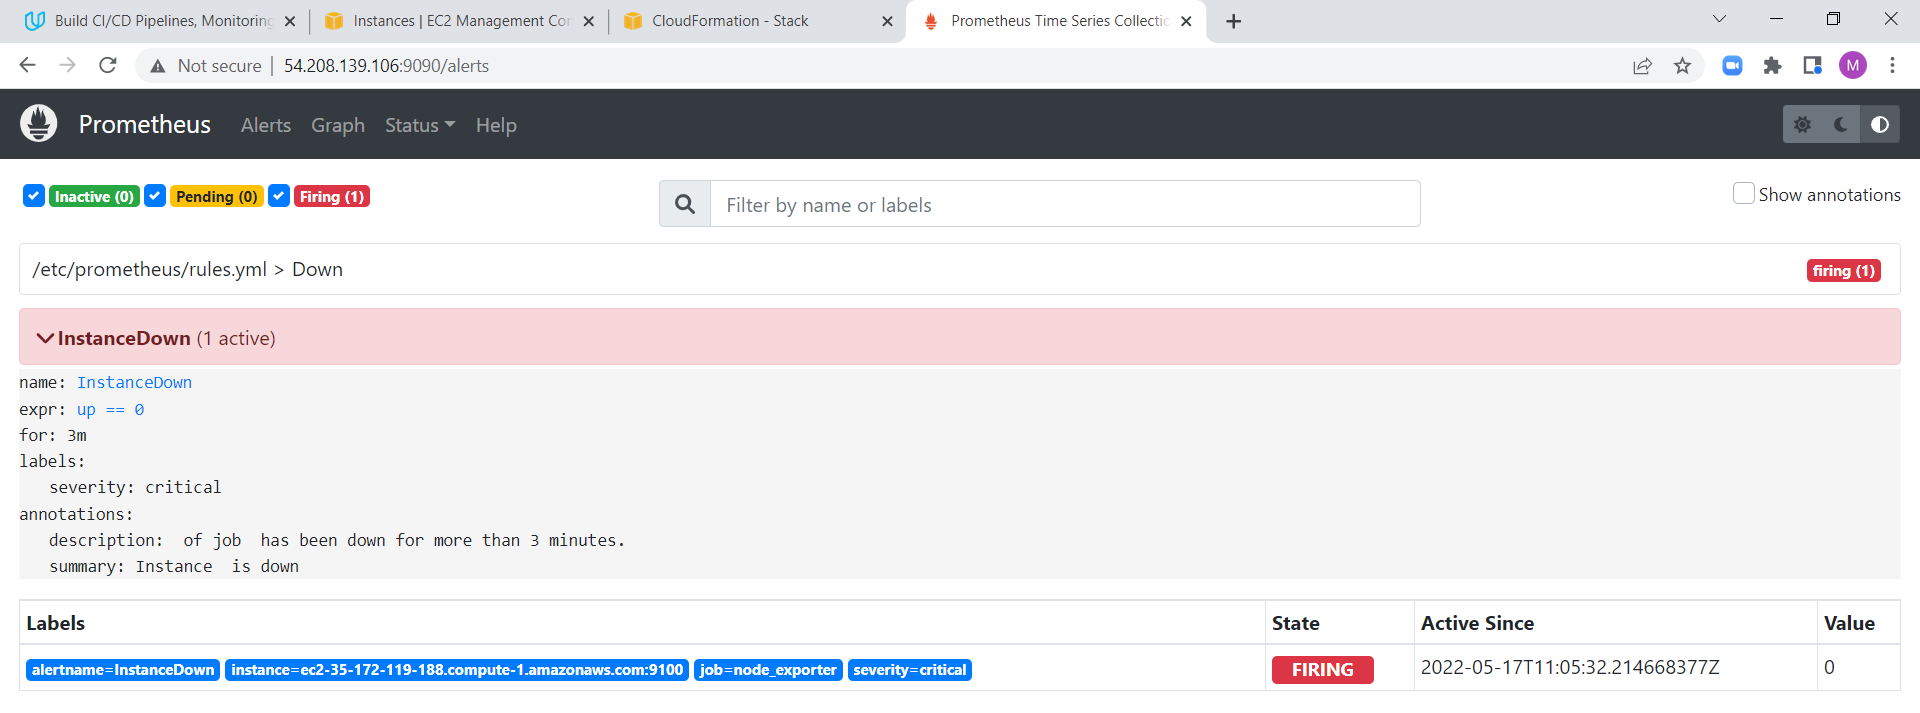 Build CI/CD Pipelines, Monitoring
Instances | EC2 Management Con
CloudFormation - Stack
Prometheus Time Series Collectio
Not secure | 54.208.139.106:9090/alerts
M
Prometheus Alerts Graph Status Help
Inactive (0) Pending (0) Firing (1)
Filter by name or labels
Show annotations
/etc/prometheus/rules.yml > Down
firing (1)
InstanceDown (1 active)
name: InstanceDown
expr: up == 0
for: 3m
labels:
severity: critical
annotations:
description:  of job  has been down for more than 3 minutes.
summary: Instance  is down
Labels State Active Since Value
alertname=InstanceDown instance=ec2-35-172-119-188.compute-1.amazonaws.com:9100 job=node_exporter severity=critical FIRING 2022-05-17T11:05:32.214668377Z 0